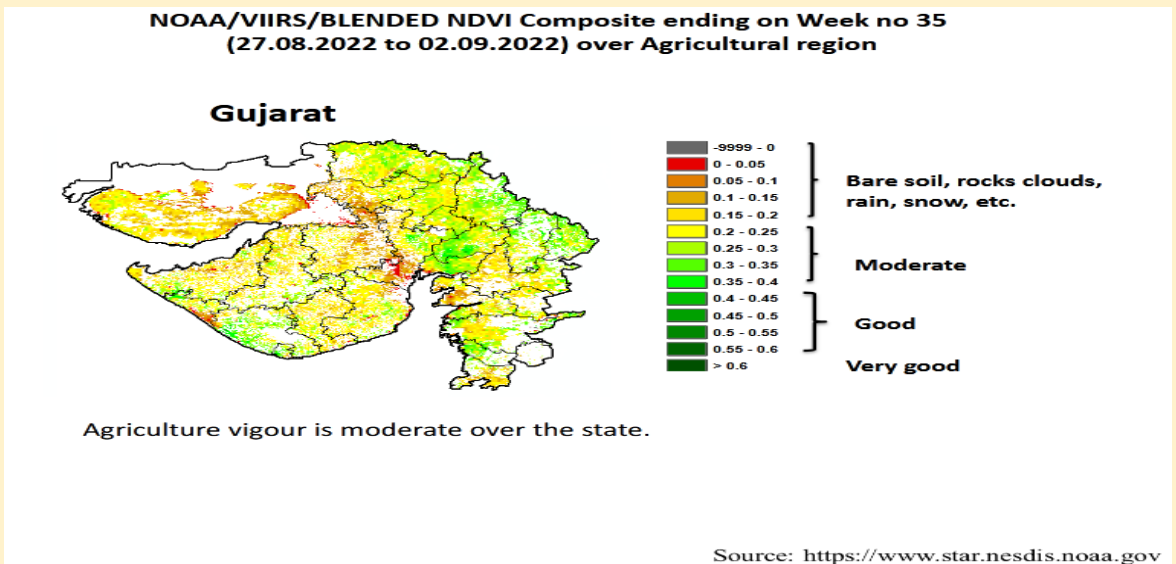 NOAA/VIIRS/BLENDED NDVI Composite ending on Week no 35
(27.08.2022 to 02.09.2022) over Agricultural region
Gujarat
-9999 - 0
0 - 0.05
0.05 - 0.1
0.1 - 0.15
0.15 - 0.2
0.2 - 0.25
0.25 - 0.3
0.3 - 0.35
0.35 - 0.4
0.4 - 0.45
0.45 - 0.5
0.5 - 0.55
0.55 - 0.6
> 0.6
Bare soil, rocks clouds,
rain, snow, etc.
Moderate
Good
Very good
Agriculture vigour is moderate over the state.
Source: https://www.star.nesdis.noaa.gov